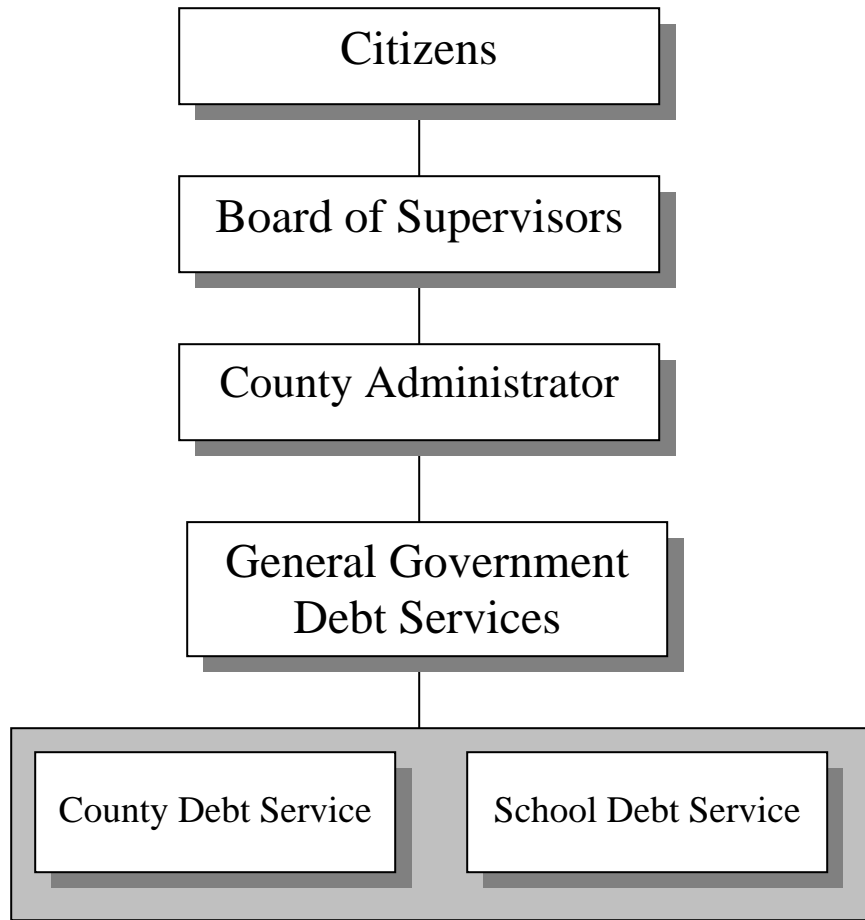 Citizens
Board of Supervisors
County Administrator
General Government
Debt Services
County Debt Service
School Debt Service